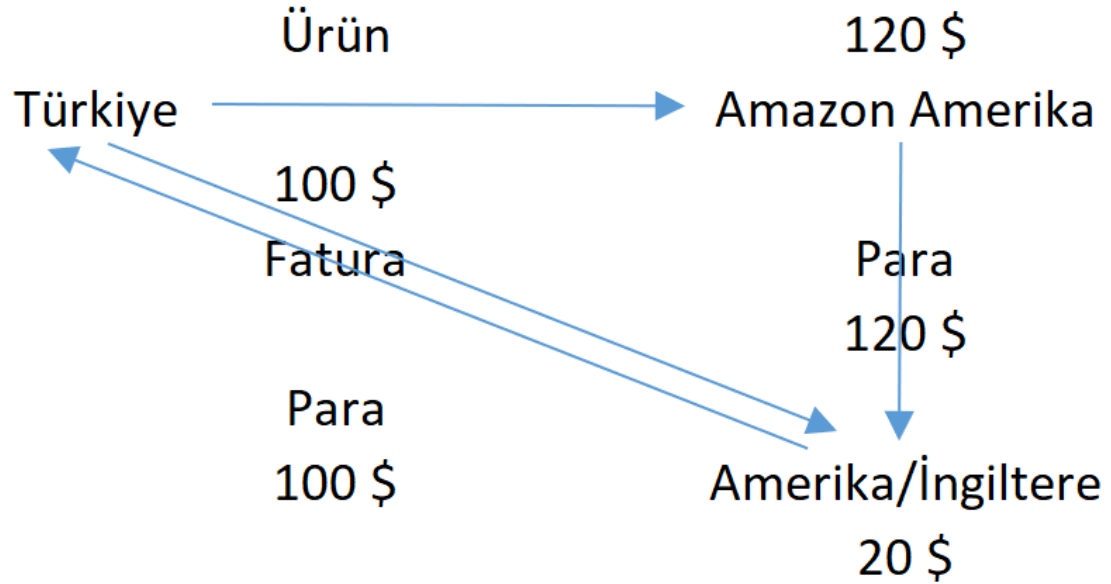 Ürün 120 $
Türkiye Amazon Amerika
100 $
Fatura Para
120 $
Para
100 $ Amerika/İngiltere
20 $